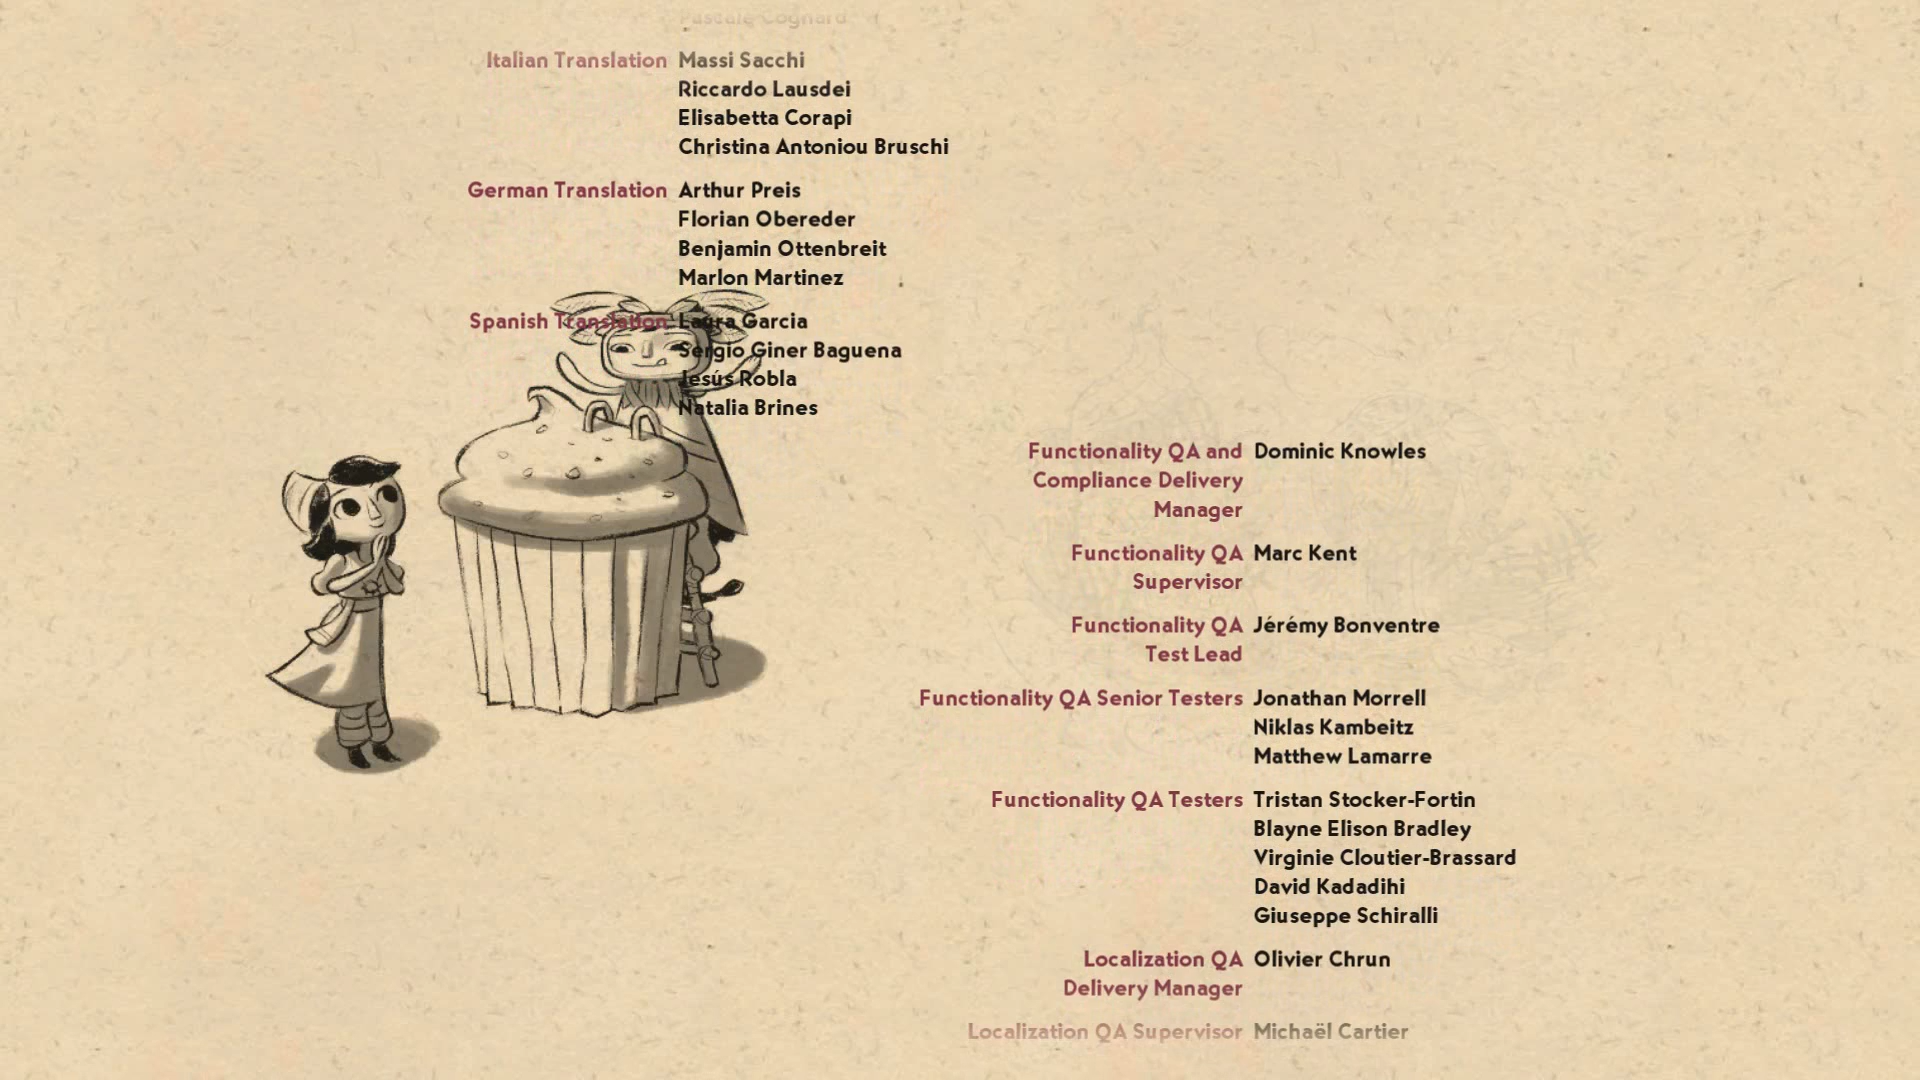 Pascale Cognard
Italian Translation Massi Sacchi
Riccardo Lausdei
Elisabetta Corapi
Christina Antoniou Bruschi
German Translation Arthur Preis
Florian Obereder
Benjamin Ottenbreit
Marlon Martinez
Spanish Translation Laura Garcia
Sergio Giner Baguena
Jesús Robla
Natalia Brines
Functionality QA and Dominic Knowles
Compliance Delivery
Manager
Functionality QA Marc Kent
Supervisor
Functionality QA Jérémy Bonventre
Test Lead
Functionality QA Senior Testers Jonathan Morrell
Niklas Kambeitz
Matthew Lamarre
Functionality QA Testers Tristan Stocker-Fortin
Blayne Elison Bradley
Virginie Cloutier-Brassard
David Kadadihi
Giuseppe Schiralli
Localization QA Olivier Chrun
Delivery Manager
Localization QA Supervisor Michaël Cartier